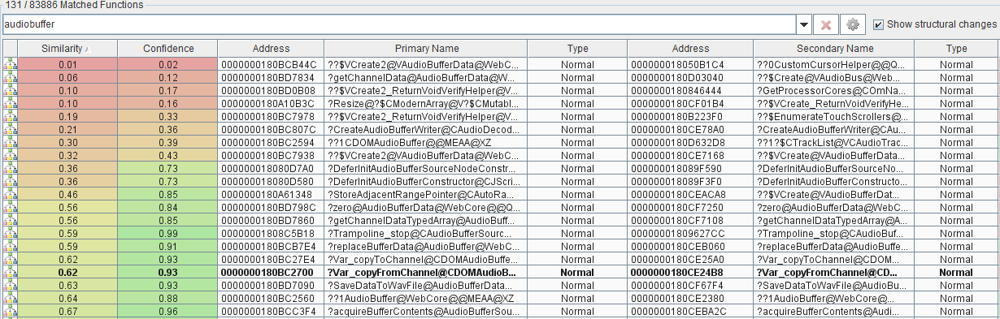 131 / 83886 Matched Functions
audiobuffer Show structural changes
Similarity Confidence Address Primary Name Type Address Secondary Name Type
0.01 0.02 0000000180BCB44C ??$VCreate2@VAudioBufferData@WebC... Normal 000000018050B1C4 ??0CustomCursorHelper@@Q... Normal
0.06 0.12 0000000180BD7834 ?getChannelData@AudioBufferData@W... Normal 0000000180D03040 ??$Create@VAudioBus@Web... Normal
0.10 0.17 0000000180BD0B08 ??$VCreate2_ReturnVoidVerifyHelper@V... Normal 0000000180846444 ?GetProcessorCores@COmNa... Normal
0.10 0.16 0000000180A10B3C ?Resize@?$CModernArray@V?$CMutabl... Normal 0000000180CF01B4 ??$VCreate_ReturnVoidVerifyHe... Normal
0.19 0.33 0000000180BC7978 ??$VCreate2_ReturnVoidVerifyHelper@V... Normal 0000000180B223F0 ??$EnumerateTouchScrollers@... Normal
0.21 0.36 0000000180BC807C ?CreateAudioBufferWriter@CAudioDecod... Normal 0000000180CE78A0 ?CreateAudioBufferWriter@CAu... Normal
0.30 0.39 0000000180BC2594 ??1CDOMAudioBuffer@@MEAA@XZ Normal 0000000180D632D8 ??1?$CTrackList@VCAudioTrac... Normal
0.32 0.43 0000000180BC7938 ??$VCreate2@VAudioBufferData@WebC... Normal 0000000180CE7168 ??$VCreate@VAudioBufferData... Normal
0.36 0.73 000000018080D7A0 ?DeferInitAudioBufferSourceNodeConstr... Normal 000000018089F590 ?DeferInitAudioBufferSourceNo... Normal
0.36 0.73 000000018080D580 ?DeferInitAudioBufferConstructor@CJScri... Normal 000000018089F3F0 ?DeferInitAudioBufferConstructo... Normal
0.46 0.85 0000000180A61348 ?StoreAdjacentRangePointer@CAutoRa... Normal 0000000180CEACA8 ??$VCreate@VAudioBufferDat... Normal
0.56 0.84 0000000180BD798C ?zero@AudioBufferData@WebCore@@Q... Normal 0000000180CF7250 ?zero@AudioBufferData@WebC... Normal
0.56 0.85 0000000180BD7860 ?getChannelDataTypedArray@AudioBuff... Normal 0000000180CF7108 ?getChannelDataTypedArray@A... Normal
0.59 0.99 00000001808C5B18 ?Trampoline_stop@CAudioBufferSourc... Normal 00000001809627CC ?Trampoline_stop@CAudioBuf... Normal
0.59 0.91 0000000180BCB7E4 ?replaceBufferData@AudioBuffer@WebC... Normal 0000000180CEB060 ?replaceBufferData@AudioBuff... Normal
0.62 0.93 0000000180BC27E4 ?Var_copyToChannel@CDOMAudioBuffe... Normal 0000000180CE25A0 ?Var_copyToChannel@CDOMA... Normal
0.62 0.93 0000000180BC2700 ?Var_copyFromChannel@CDOMAudioB... Normal 0000000180CE24B8 ?Var_copyFromChannel@CD... Normal
0.63 0.93 0000000180BD7090 ?SaveDataToWavFile@AudioBufferData... Normal 0000000180CF67F4 ?SaveDataToWavFile@AudioBu... Normal
0.64 0.88 0000000180BC2560 ??1AudioBuffer@WebCore@@MEAA@XZ Normal 0000000180CE2380 ??1AudioBuffer@WebCore@@... Normal
0.67 0.96 0000000180BCC3F4 ?acquireBufferContents@AudioBufferSou... Normal 0000000180CEBA2C ?acquireBufferContents@Audi... Normal